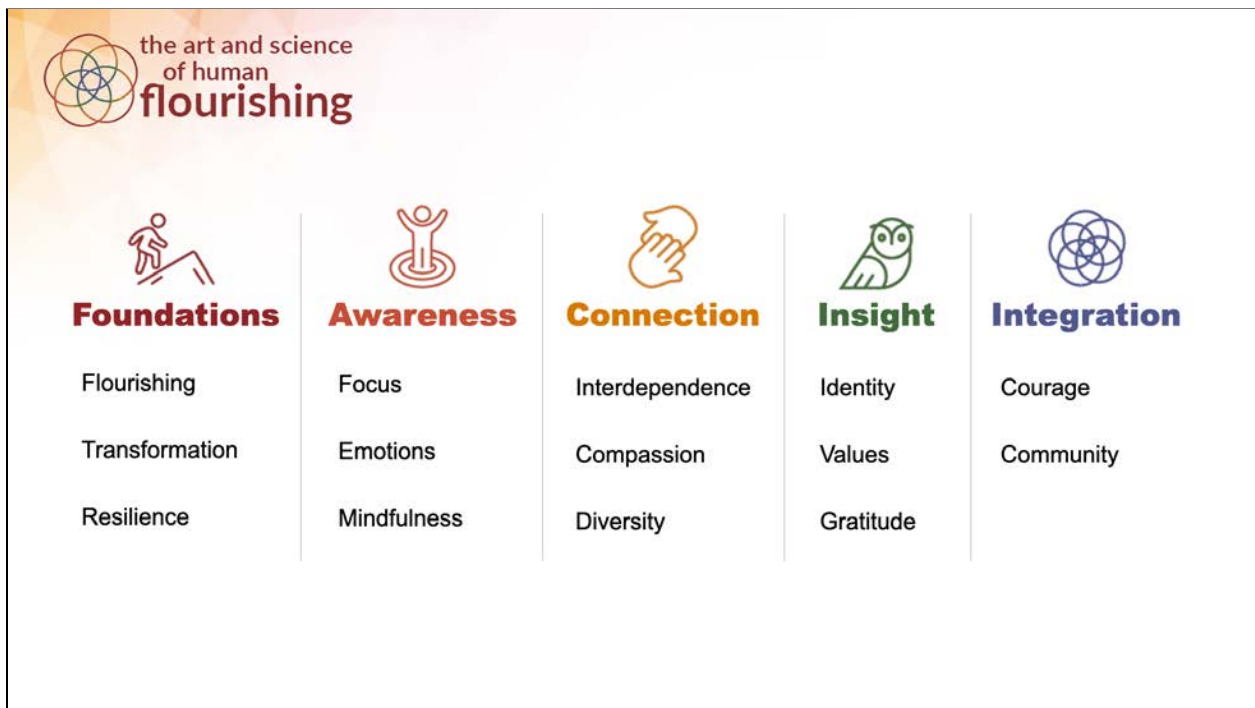 the art and science
of human
flourishing
Foundations
Flourishing
Transformation
Resilience
Awareness
Focus
Emotions
Mindfulness
Connection
Interdependence
Compassion
Diversity
Insight
Identity
Values
Gratitude
Integration
Courage
Community